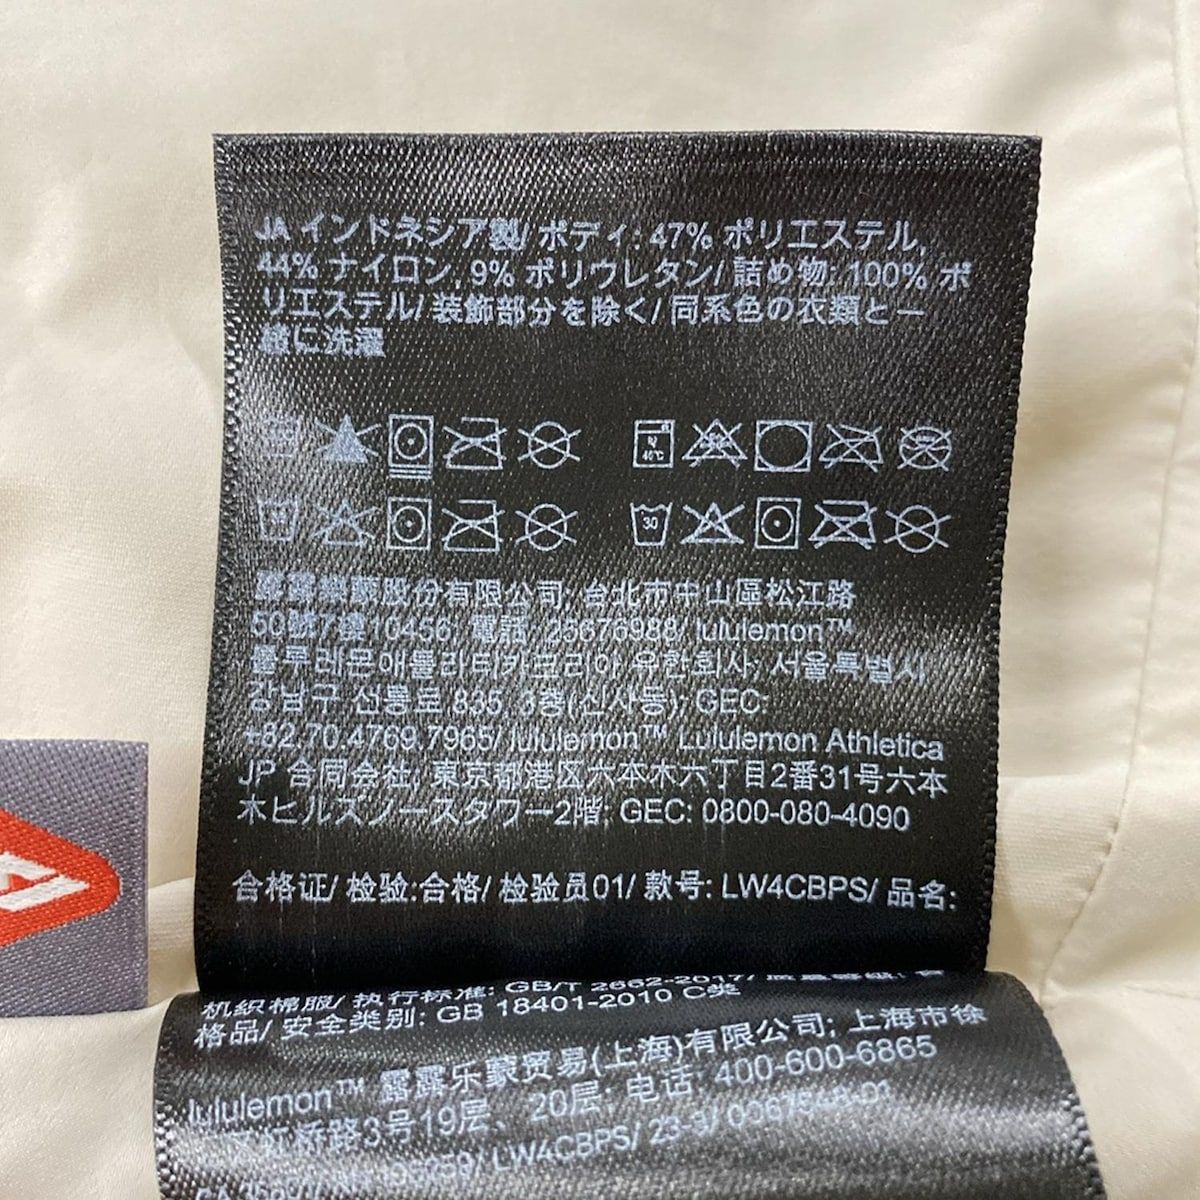 JA インドネシア製/ ボディ: 47% ポリエステル,
44% ナイロン, 9% ポリウレタン/ 詰め物: 100% ポ
リエステル/ 装飾部分を除く/ 同系色の衣類と一
緒に洗濯
40℃
30
股份有限公司, 台北市中山區松江路
50號7樓10456, 電話: 25676988/ lululemon™
룰루레몬애틀라티카코리아 유한회사, 서울특별시
강남구 선릉로 835, 3층(신사동); GEC:
+82.70.4769.7965/ lululemon™ Lululemon Athletica
JP 合同会社; 東京都港区六本木六丁目2番31号六本
木ヒルズノースタワー2階; GEC: 0800-080-4090
合格证/ 检验:合格/ 检验员01/ 款号: LW4CBPS/ 品名:
机织棉服/ 执行标准: GB/T 2662-2017/
格品/ 安全类别: GB 18401-2010 C类
lululemon™ 露露乐蒙贸易(上海)有限公司; 上海市徐
虹桥路3号19层、20层; 电话: 400-600-6865
LW4CBPS/ 23-3/